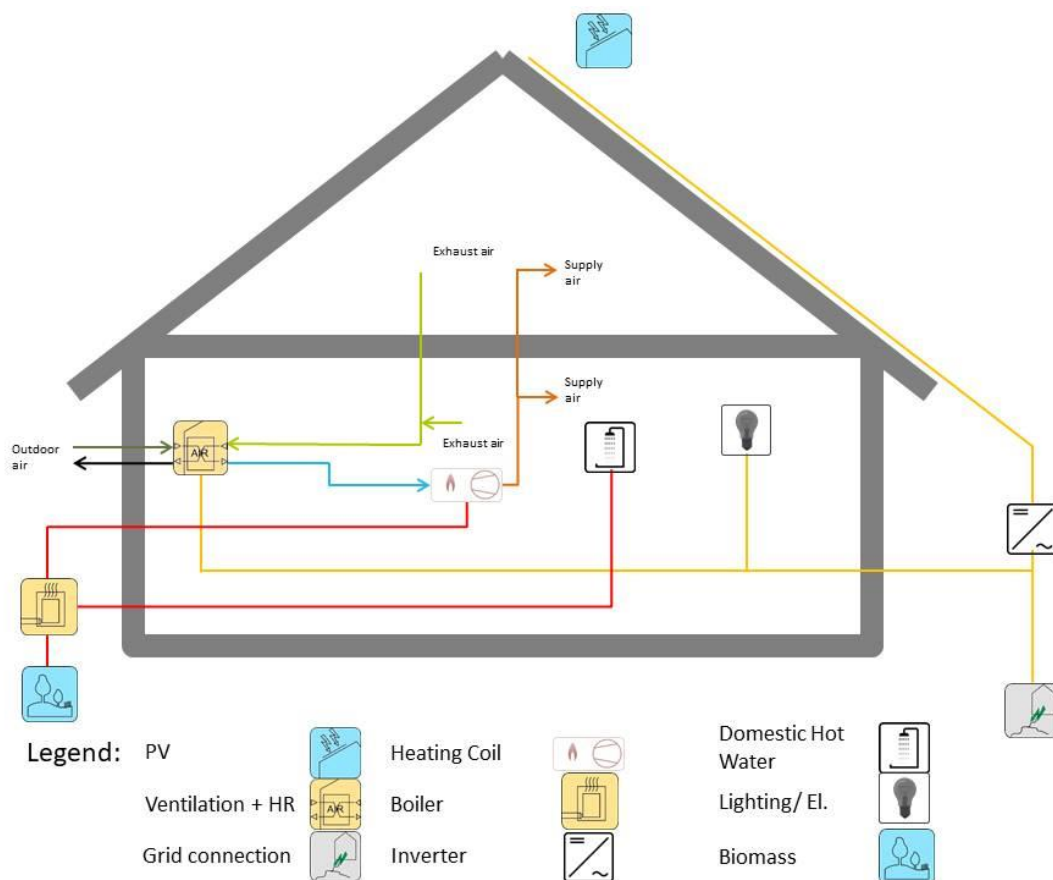 Exhaust air
Supply
air
Supply
air
Outdoor
air
AIR
Exhaust air
Legend:
PV
Heating Coil
Domestic Hot
Water
Ventilation + HR
AIR
Boiler
Lighting/ El.
Grid connection
Inverter
Biomass